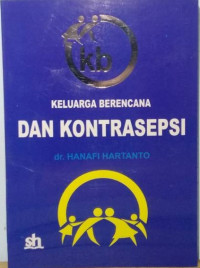 kb
KELUARGA BERENCANA
DAN KONTRASEPSI
dr. HANAFI HARTANTO
sh